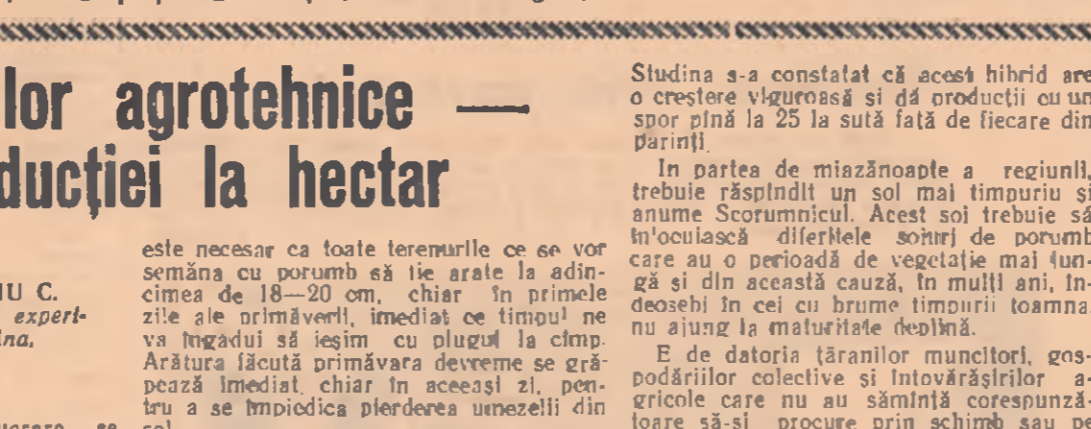 lor agrotehnice —
ducției la hectar
IU C.
experi-
ina,
este necesar ca toate terenurile ce se vor
semăna cu porumb să fie arate la adîn-
cimea de 18—20 cm, chiar în primele
zile ale primăverii, imediat ce timpul ne
va îngădui să ieșim cu plugul la cîmp.
Arătura făcută primăvara devreme se gră-
pează imediat, chiar în aceeași zi, pen-
tru a se împiedica pierderea umezelii din
sol
Studina s-a constatat că acest hibrid are
o creștere viguroasă și dă producții cu un
spor pînă la 25 la sută față de fiecare din
părinți.
In partea de miazănoapte a regiunii,
trebuie răspîndit un soi mai timpuriu și
anume Scorumnicul. Acest soi trebuie să
în'ocuiască diferitele soiuri de porumb
care au o perioadă de vegetație mai lun-
gă și din această cauză, în mulți ani, în-
deosebi în cei cu brume timpurii toamna
nu ajung la maturitate deplină.
E de datoria țăranilor muncitori, gos-
podăriilor colective și întovărășirilor a-
gricole care nu au sămînță corespunză-
toare să-și procure prin schimb sau pe